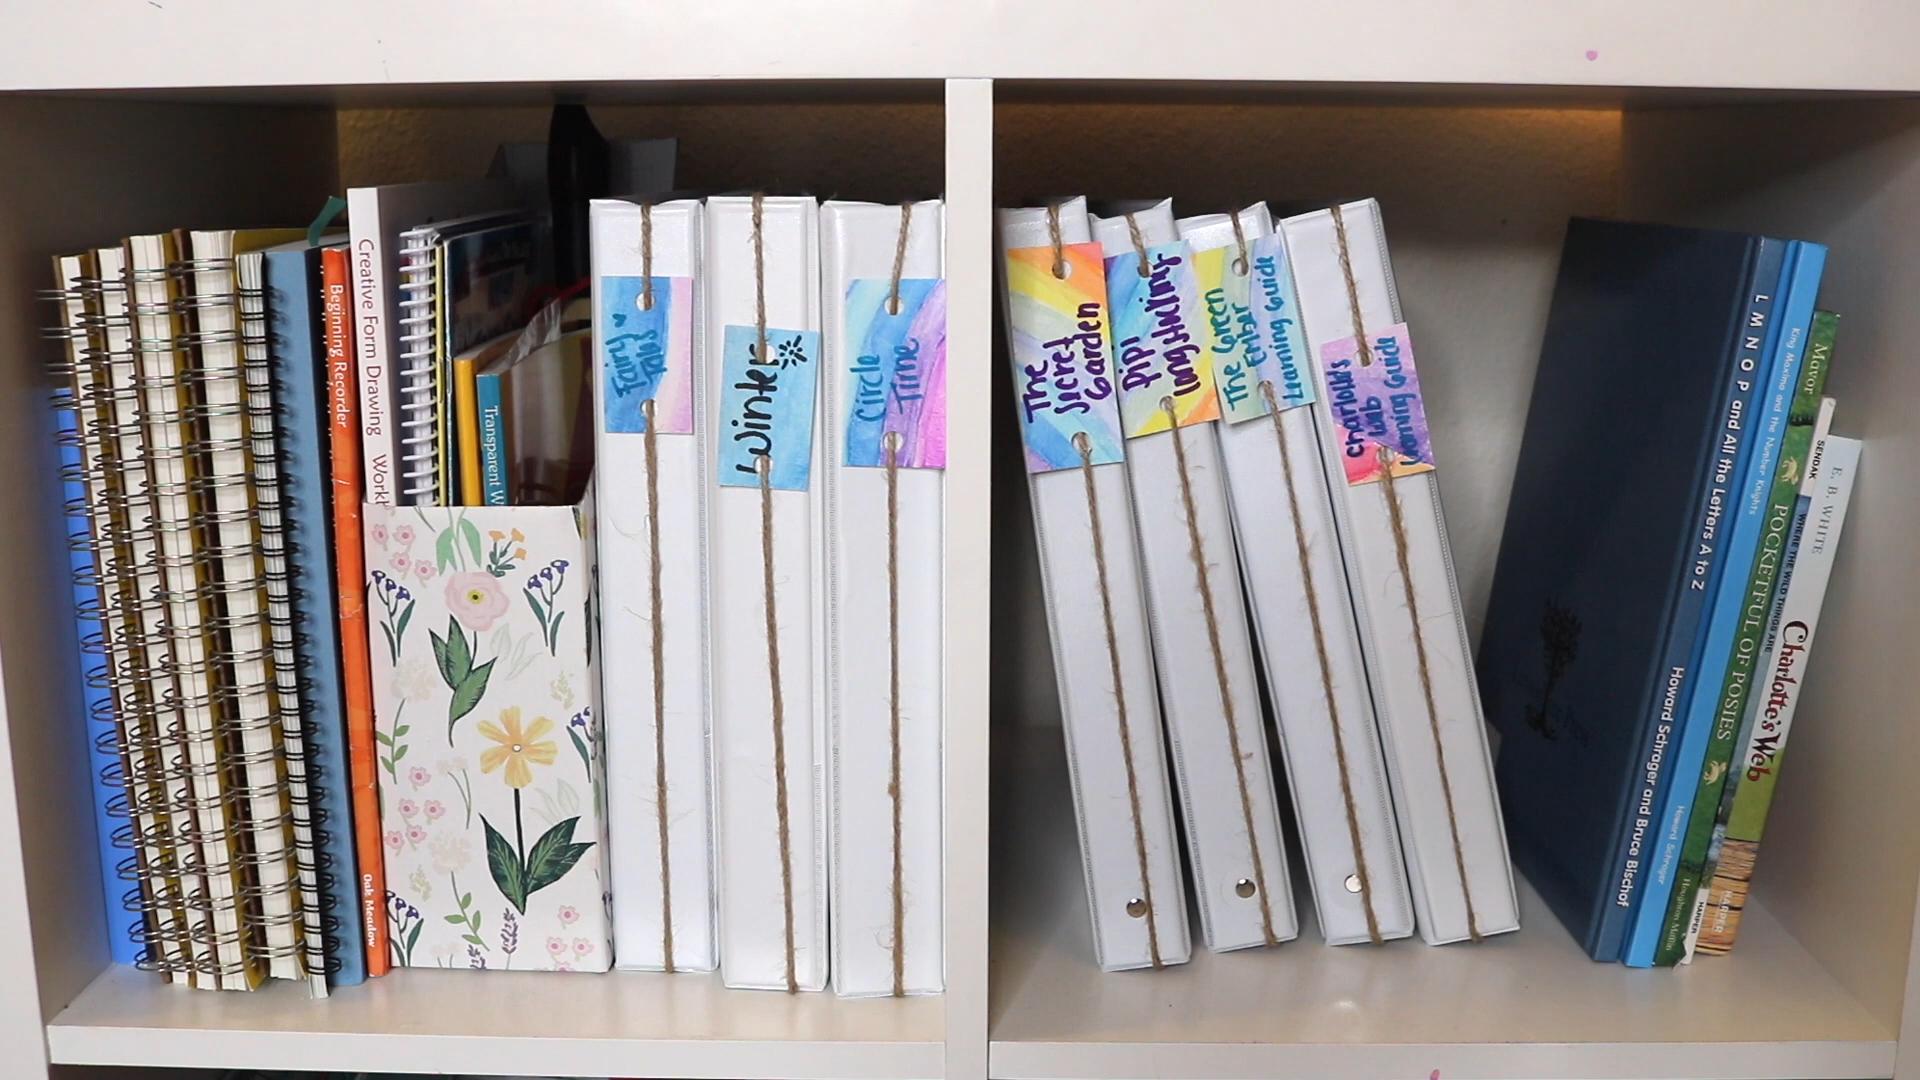 Beginning Recorder
Oak Meadow
Creative Form Drawing Workb
Transparent W
Fairy
Tales
Winter
Circle
Time
The
Secret
Garden
Pipi
longstocking
The Green
Ember
Learning Guide
Charlotte's
Web
Learning Guide
L M N O P and All the Letters A to Z
Howard Schrager and Bruce Bischof
King Maximo and the Number Knights
Howard Schrager
Mavor
POCKETFUL OF POSIES
Houghton Mifflin
SENDAK
WHERE THE WILD THINGS ARE
HARPER
E. B. WHITE
Charlotte's Web
HARPER